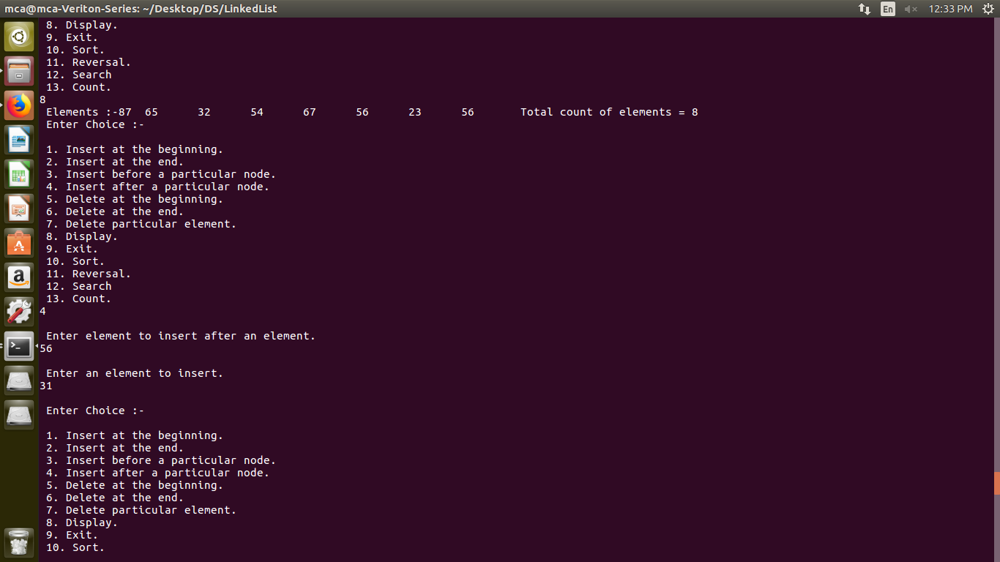 mca@mca-Veriton-Series: ~/Desktop/DS/LinkedList En 12:33 PM
8. Display.
9. Exit.
10. Sort.
11. Reversal.
12. Search
13. Count.
8
Elements :-87 65 32 54 67 56 23 56 Total count of elements = 8
Enter Choice :-
1. Insert at the beginning.
2. Insert at the end.
3. Insert before a particular node.
4. Insert after a particular node.
5. Delete at the beginning.
6. Delete at the end.
7. Delete particular element.
8. Display.
9. Exit.
10. Sort.
11. Reversal.
12. Search
13. Count.
4
Enter element to insert after an element.
56
Enter an element to insert.
31
Enter Choice :-
1. Insert at the beginning.
2. Insert at the end.
3. Insert before a particular node.
4. Insert after a particular node.
5. Delete at the beginning.
6. Delete at the end.
7. Delete particular element.
8. Display.
9. Exit.
10. Sort.